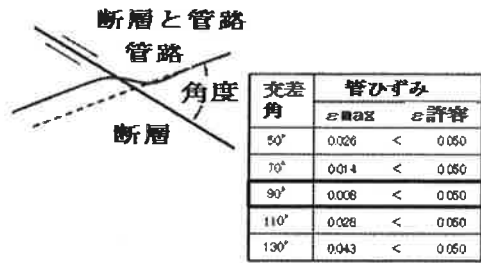 断層と管路
管路
角度
断層
交差角 管ひずみ
εmax ε許容
50° 0.026 < 0.050
70° 0.014 < 0.050
90° 0.008 < 0.050
110° 0.028 < 0.050
130° 0.043 < 0.050